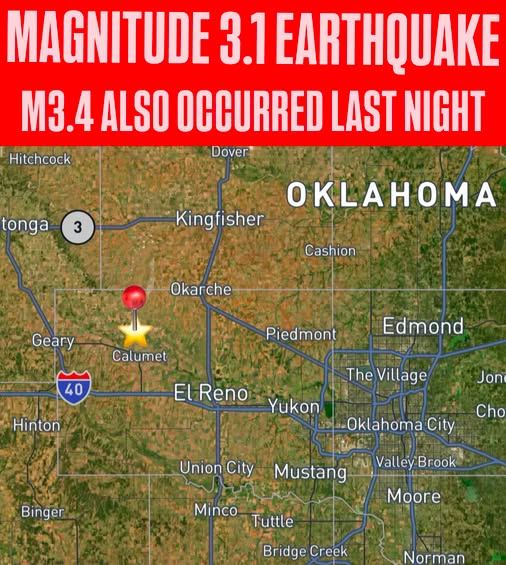 MAGNITUDE 3.1 EARTHQUAKE
M3.4 ALSO OCCURRED LAST NIGHT
Hitchcock
Dover
OKLAHOMA
tonga
3
Kingfisher
Cashion
Okarche
Piedmont
Edmond
Geary
Calumet
The Village
Jon
40
El Reno
Yukon
Cho
Hinton
Oklahoma City
Union City
Mustang
Valley Brook
Moore
Binger
Minco
Tuttle
Bridge Creek
Norman